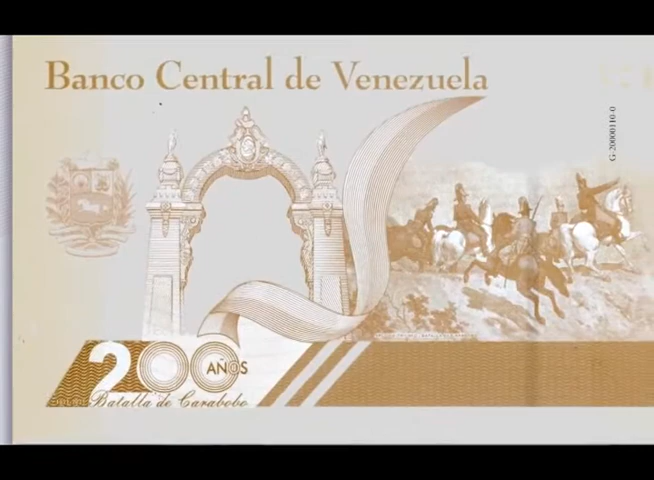 Banco Central de Venezuela
G-20000110-0
200 AÑOS
Batalla de Carabobo